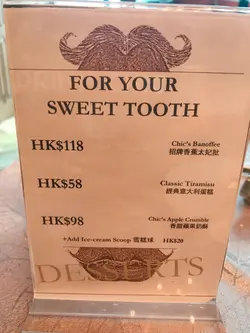 FOR YOUR
SWEET TOOTH
HK$118
Chic's Banoffee
招牌香蕉太妃批
HK$58
Classic Tiramisu
經典意大利蛋糕
HK$98
Chic's Apple Crumble
香甜蘋果奶酥
+Add Ice-cream Scoop 雪糕球 HK$20
DESSERTS